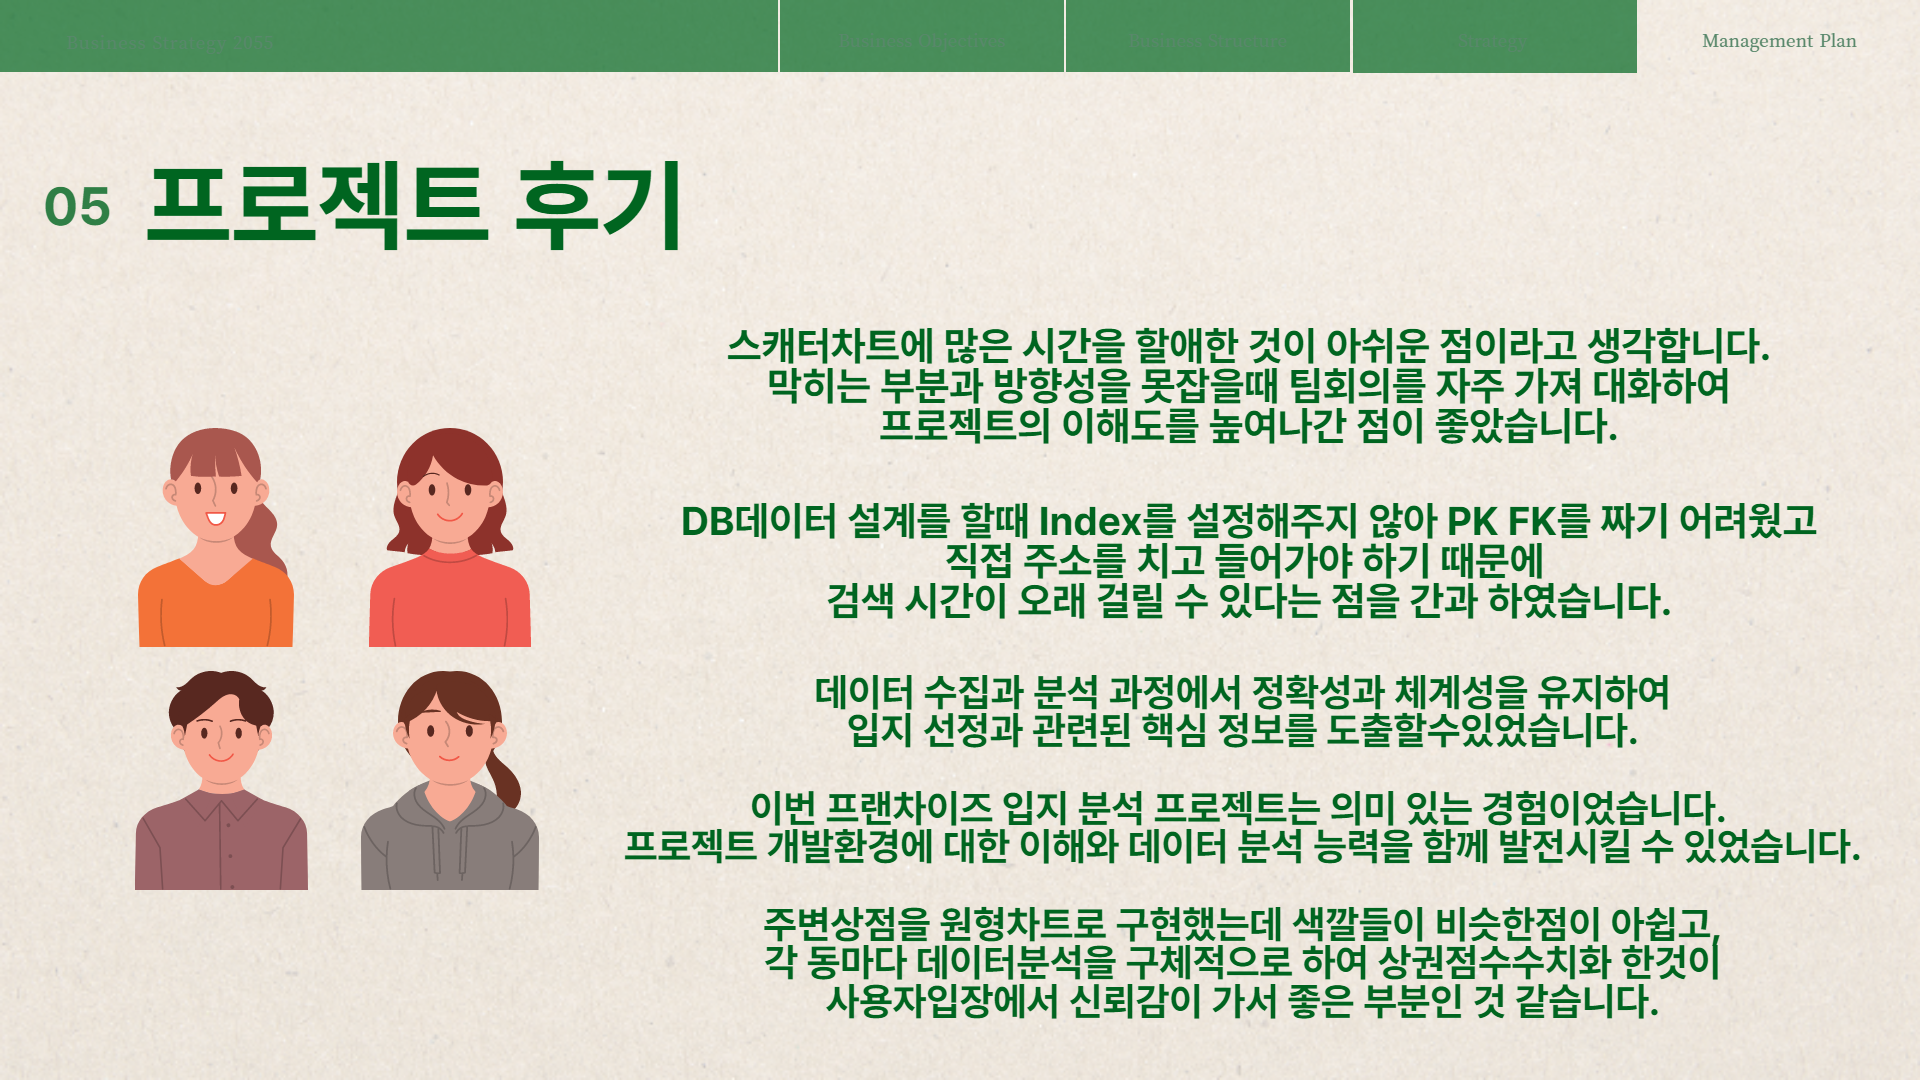 Business Strategy 2065
Strategy
Management Plan
05 프로젝트 후기
스캐터차트에 많은 시간을 할애한 것이 아쉬운 점이라고 생각합니다.
막히는 부분과 방향성을 못잡을때 팀회의를 자주 가져 대화하여
프로젝트의 이해도를 높여나간 점이 좋았습니다.
DB데이터 설계를 할때 Index를 설정해주지 않아 PK FK를 짜기 어려웠고
직접 주소를 치고 들어가야 하기 때문에
검색 시간이 오래 걸릴 수 있다는 점을 간과 하였습니다.
데이터 수집과 분석 과정에서 정확성과 체계성을 유지하여
입지 선정과 관련된 핵심 정보를 도출할수있었습니다.
이번 프랜차이즈 입지 분석 프로젝트는 의미 있는 경험이었습니다.
프로젝트 개발환경에 대한 이해와 데이터 분석 능력을 함께 발전시킬 수 있었습니다.
주변상점을 원형차트로 구현했는데 색깔들이 비슷한점이 아쉽고,
각 동마다 데이터분석을 구체적으로 하여 상권점수수치화 한것이
사용자입장에서 신뢰감이 가서 좋은 부분인 것 같습니다.